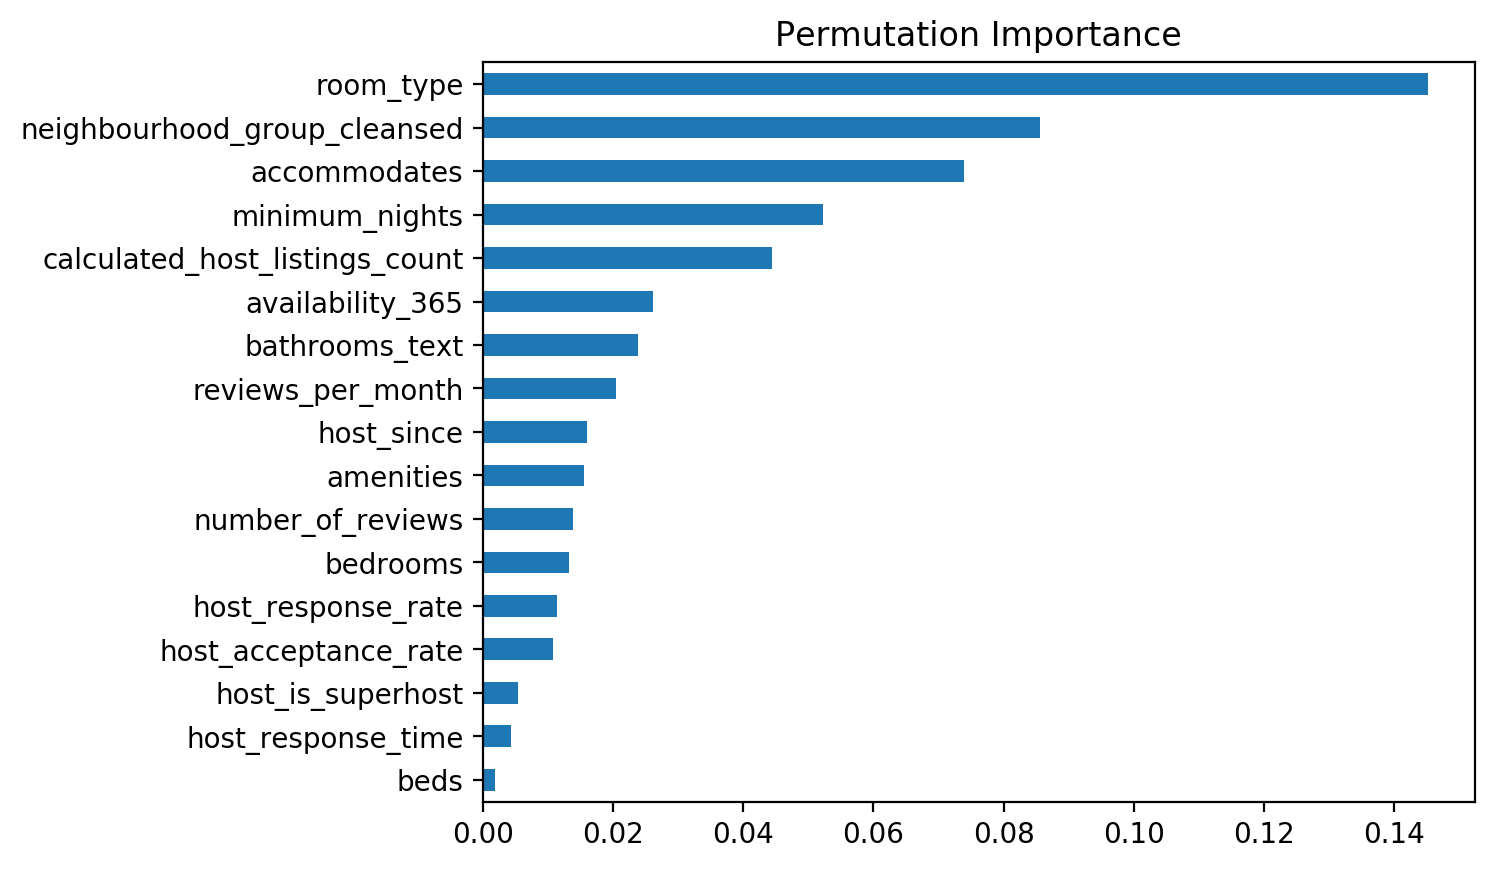 Permutation Importance
room_type
neighbourhood_group_cleansed
accommodates
minimum_nights
calculated_host_listings_count
availability_365
bathrooms_text
reviews_per_month
host_since
amenities
number_of_reviews
bedrooms
host_response_rate
host_acceptance_rate
host_is_superhost
host_response_time
beds
0.00 0.02 0.04 0.06 0.08 0.10 0.12 0.14